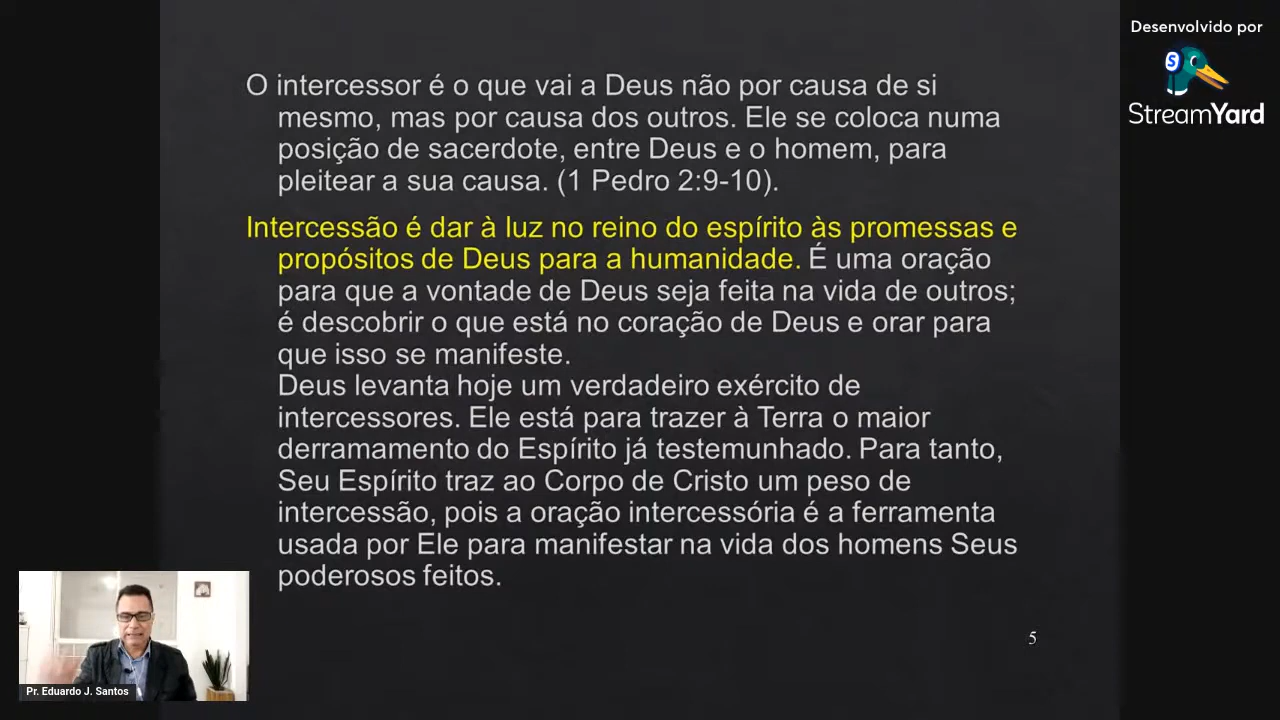 Desenvolvido por
StreamYard
O intercessor é o que vai a Deus não por causa de si
mesmo, mas por causa dos outros. Ele se coloca numa
posição de sacerdote, entre Deus e o homem, para
pleitear a sua causa. (1 Pedro 2:9-10).
Intercessão é dar à luz no reino do espírito às promessas e
propósitos de Deus para a humanidade. É uma oração
para que a vontade de Deus seja feita na vida de outros;
é descobrir o que está no coração de Deus e orar para
que isso se manifeste.
Deus levanta hoje um verdadeiro exército de
intercessores. Ele está para trazer à Terra o maior
derramamento do Espírito já testemunhado. Para tanto,
Seu Espírito traz ao Corpo de Cristo um peso de
intercessão, pois a oração intercessória é a ferramenta
usada por Ele para manifestar na vida dos homens Seus
poderosos feitos.
5
Pr. Eduardo J. Santos